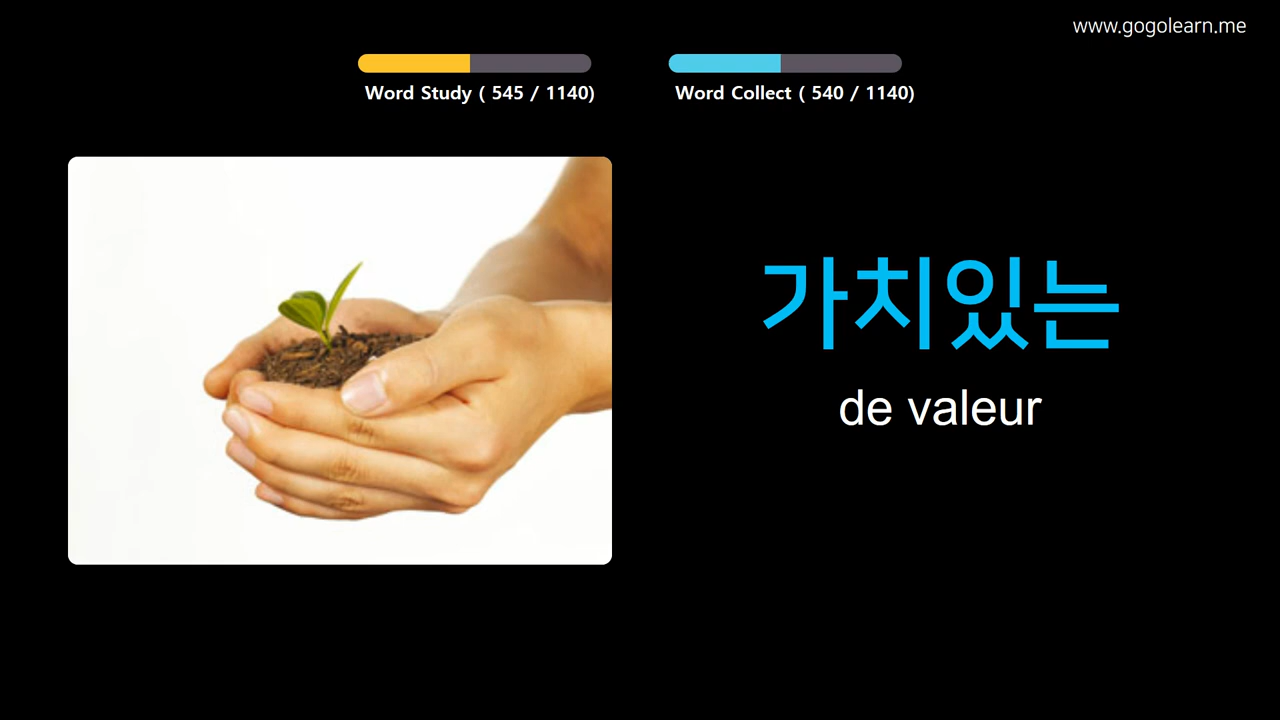 www.gogolearn.me
Word Study ( 545 / 1140)
Word Collect ( 540 / 1140)
가치있는
de valeur